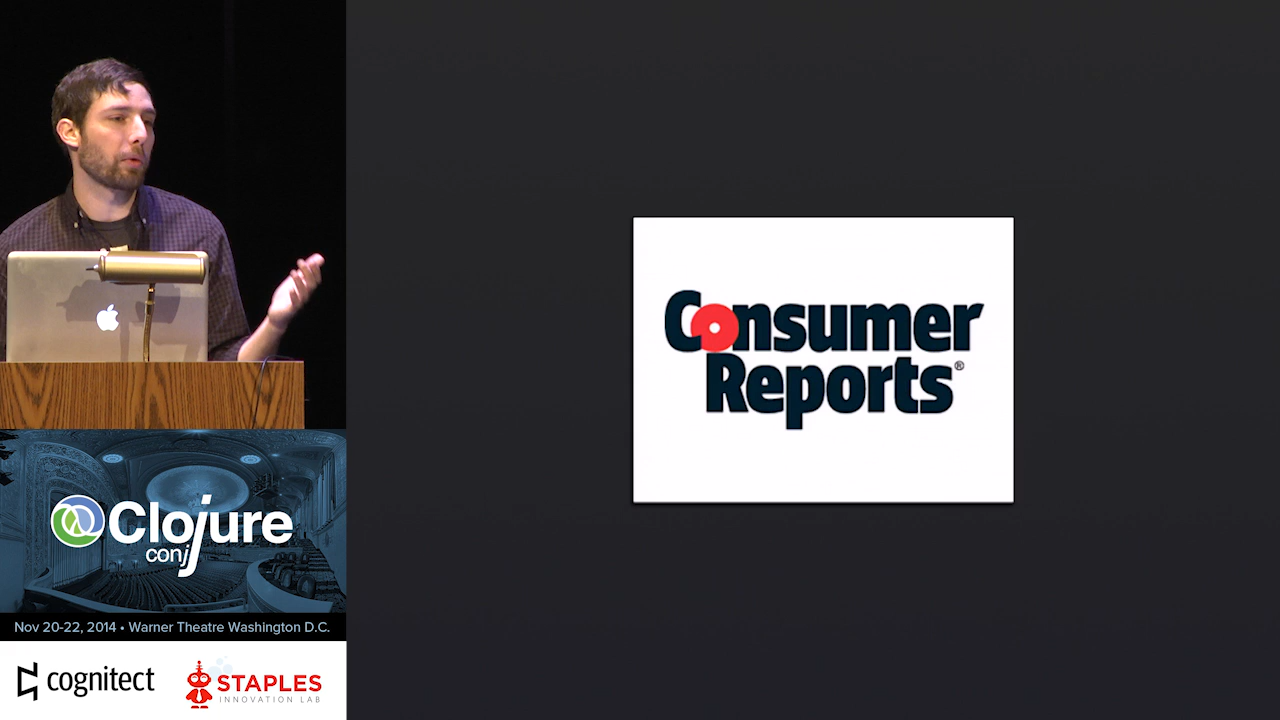 Consumer
Reports®
Clojure
conj
Nov 20-22, 2014 • Warner Theatre Washington D.C.
cognitect
STAPLES
INNOVATION LAB